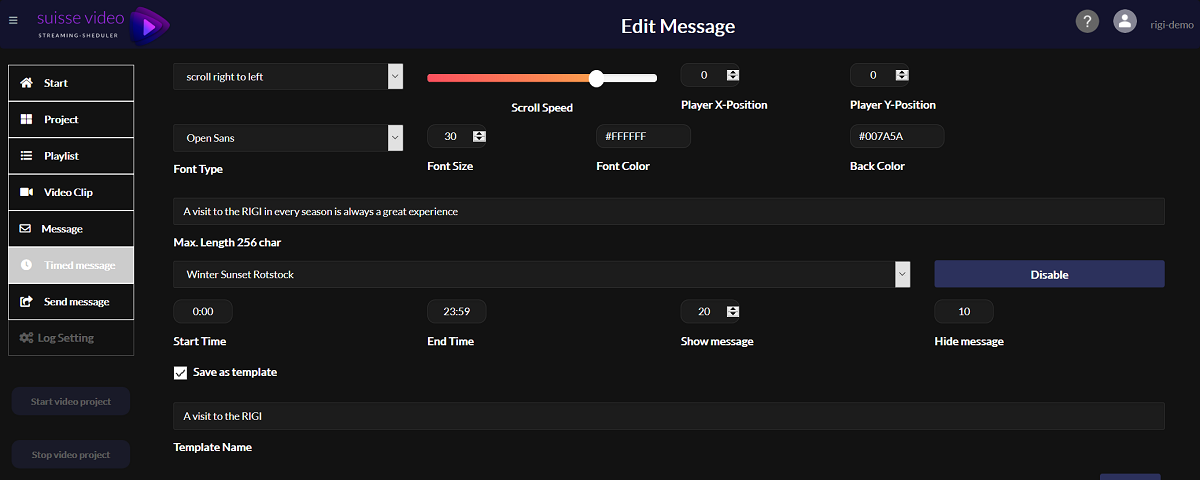 suisse video
STREAMING-SHEDULER
Edit Message
?
rigi-demo
Start
Project
Playlist
Video Clip
Message
Timed message
Send message
Log Setting
Start video project
Stop video project
scroll right to left
Scroll Speed
0
Player X-Position
0
Player Y-Position
Open Sans
Font Type
30
Font Size
#FFFFFF
Font Color
#007A5A
Back Color
A visit to the RIGI in every season is always a great experience
Max. Length 256 char
Winter Sunset Rotstock
Disable
0:00
Start Time
23:59
End Time
20
Show message
10
Hide message
Save as template
A visit to the RIGI
Template Name